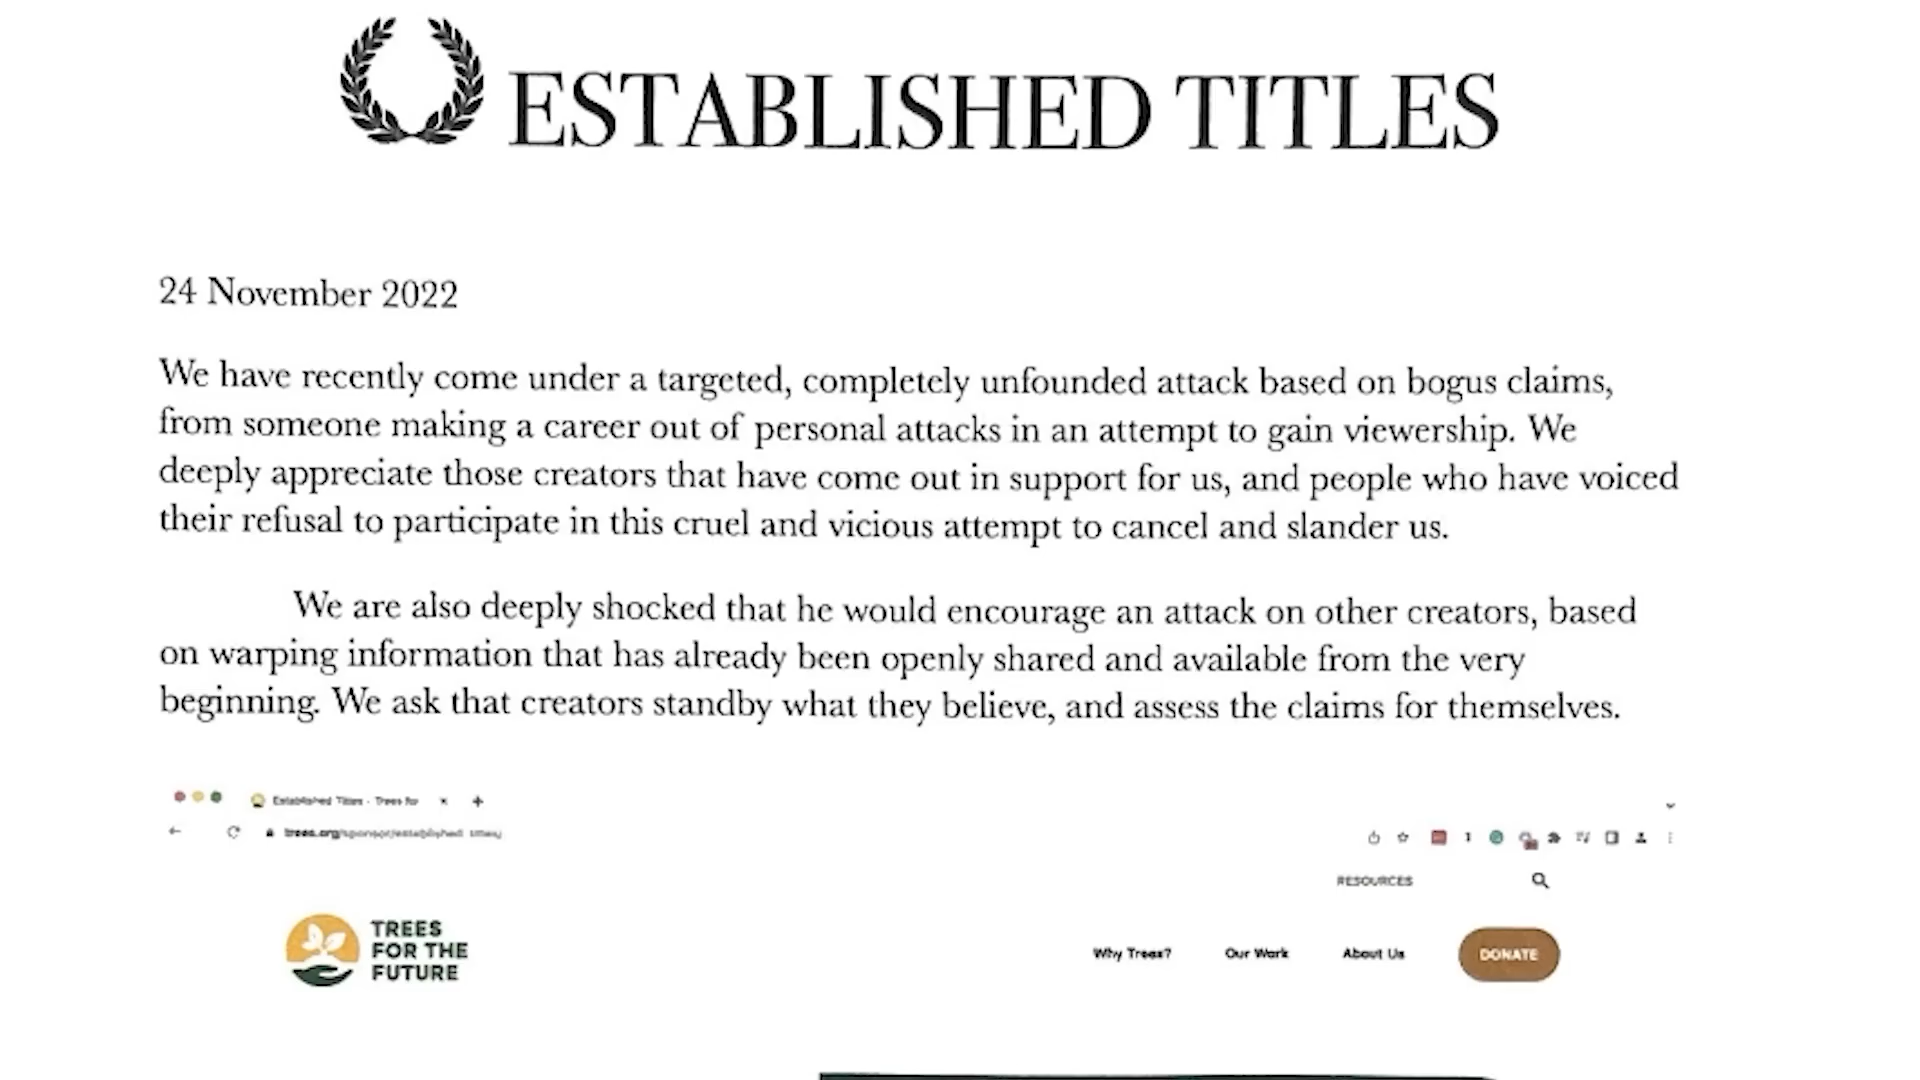 ESTABLISHED TITLES
24 November 2022
We have recently come under a targeted, completely unfounded attack based on bogus claims,
from someone making a career out of personal attacks in an attempt to gain viewership. We
deeply appreciate those creators that have come out in support for us, and people who have voiced
their refusal to participate in this cruel and vicious attempt to cancel and slander us.
We are also deeply shocked that he would encourage an attack on other creators, based
on warping information that has already been openly shared and available from the very
beginning. We ask that creators standby what they believe, and assess the claims for themselves.
Established Titles - Trees for
trees.org/sponsor/established_titles/
RESOURCES
TREES
FOR THE
FUTURE
Why Trees? Our Work About Us DONATE